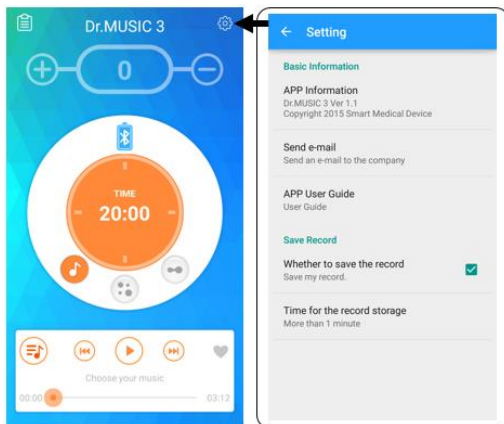 Dr.MUSIC 3
0
TIME
20:00
Choose your music
00:00
03:12
Setting
Basic Information
APP Information
Dr.MUSIC 3 Ver 1.1
Copyright 2015 Smart Medical Device
Send e-mail
Send an e-mail to the company
APP User Guide
User Guide
Save Record
Whether to save the record
Save my record.
Time for the record storage
More than 1 minute